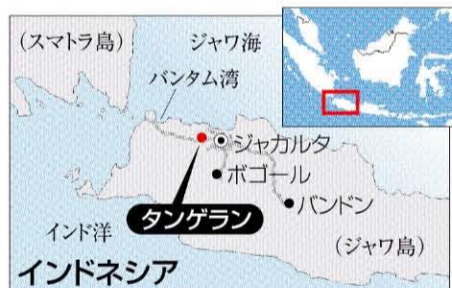 (スマトラ島)
ジャワ海
バンタム湾
ジャカルタ
ボゴール
タンゲラン
バンドン
インド洋
(ジャワ島)
インドネシア